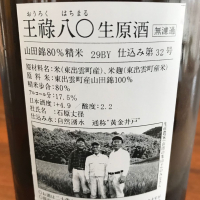 おうろく はちまる
王祿八〇生原酒 無濾過
山田錦80%精米 29BY 仕込み第32号
原材料名：米(東出雲町産)、米麹(東出雲町産米)
原料米：東出雲町産山田錦100%
精米歩合：80%
アルコール分：17.5%
日本酒度：+4.9 酸度：2.2
杜氏名：石原丈径
仕込み水：自然湧水 通称"黄金井戸"